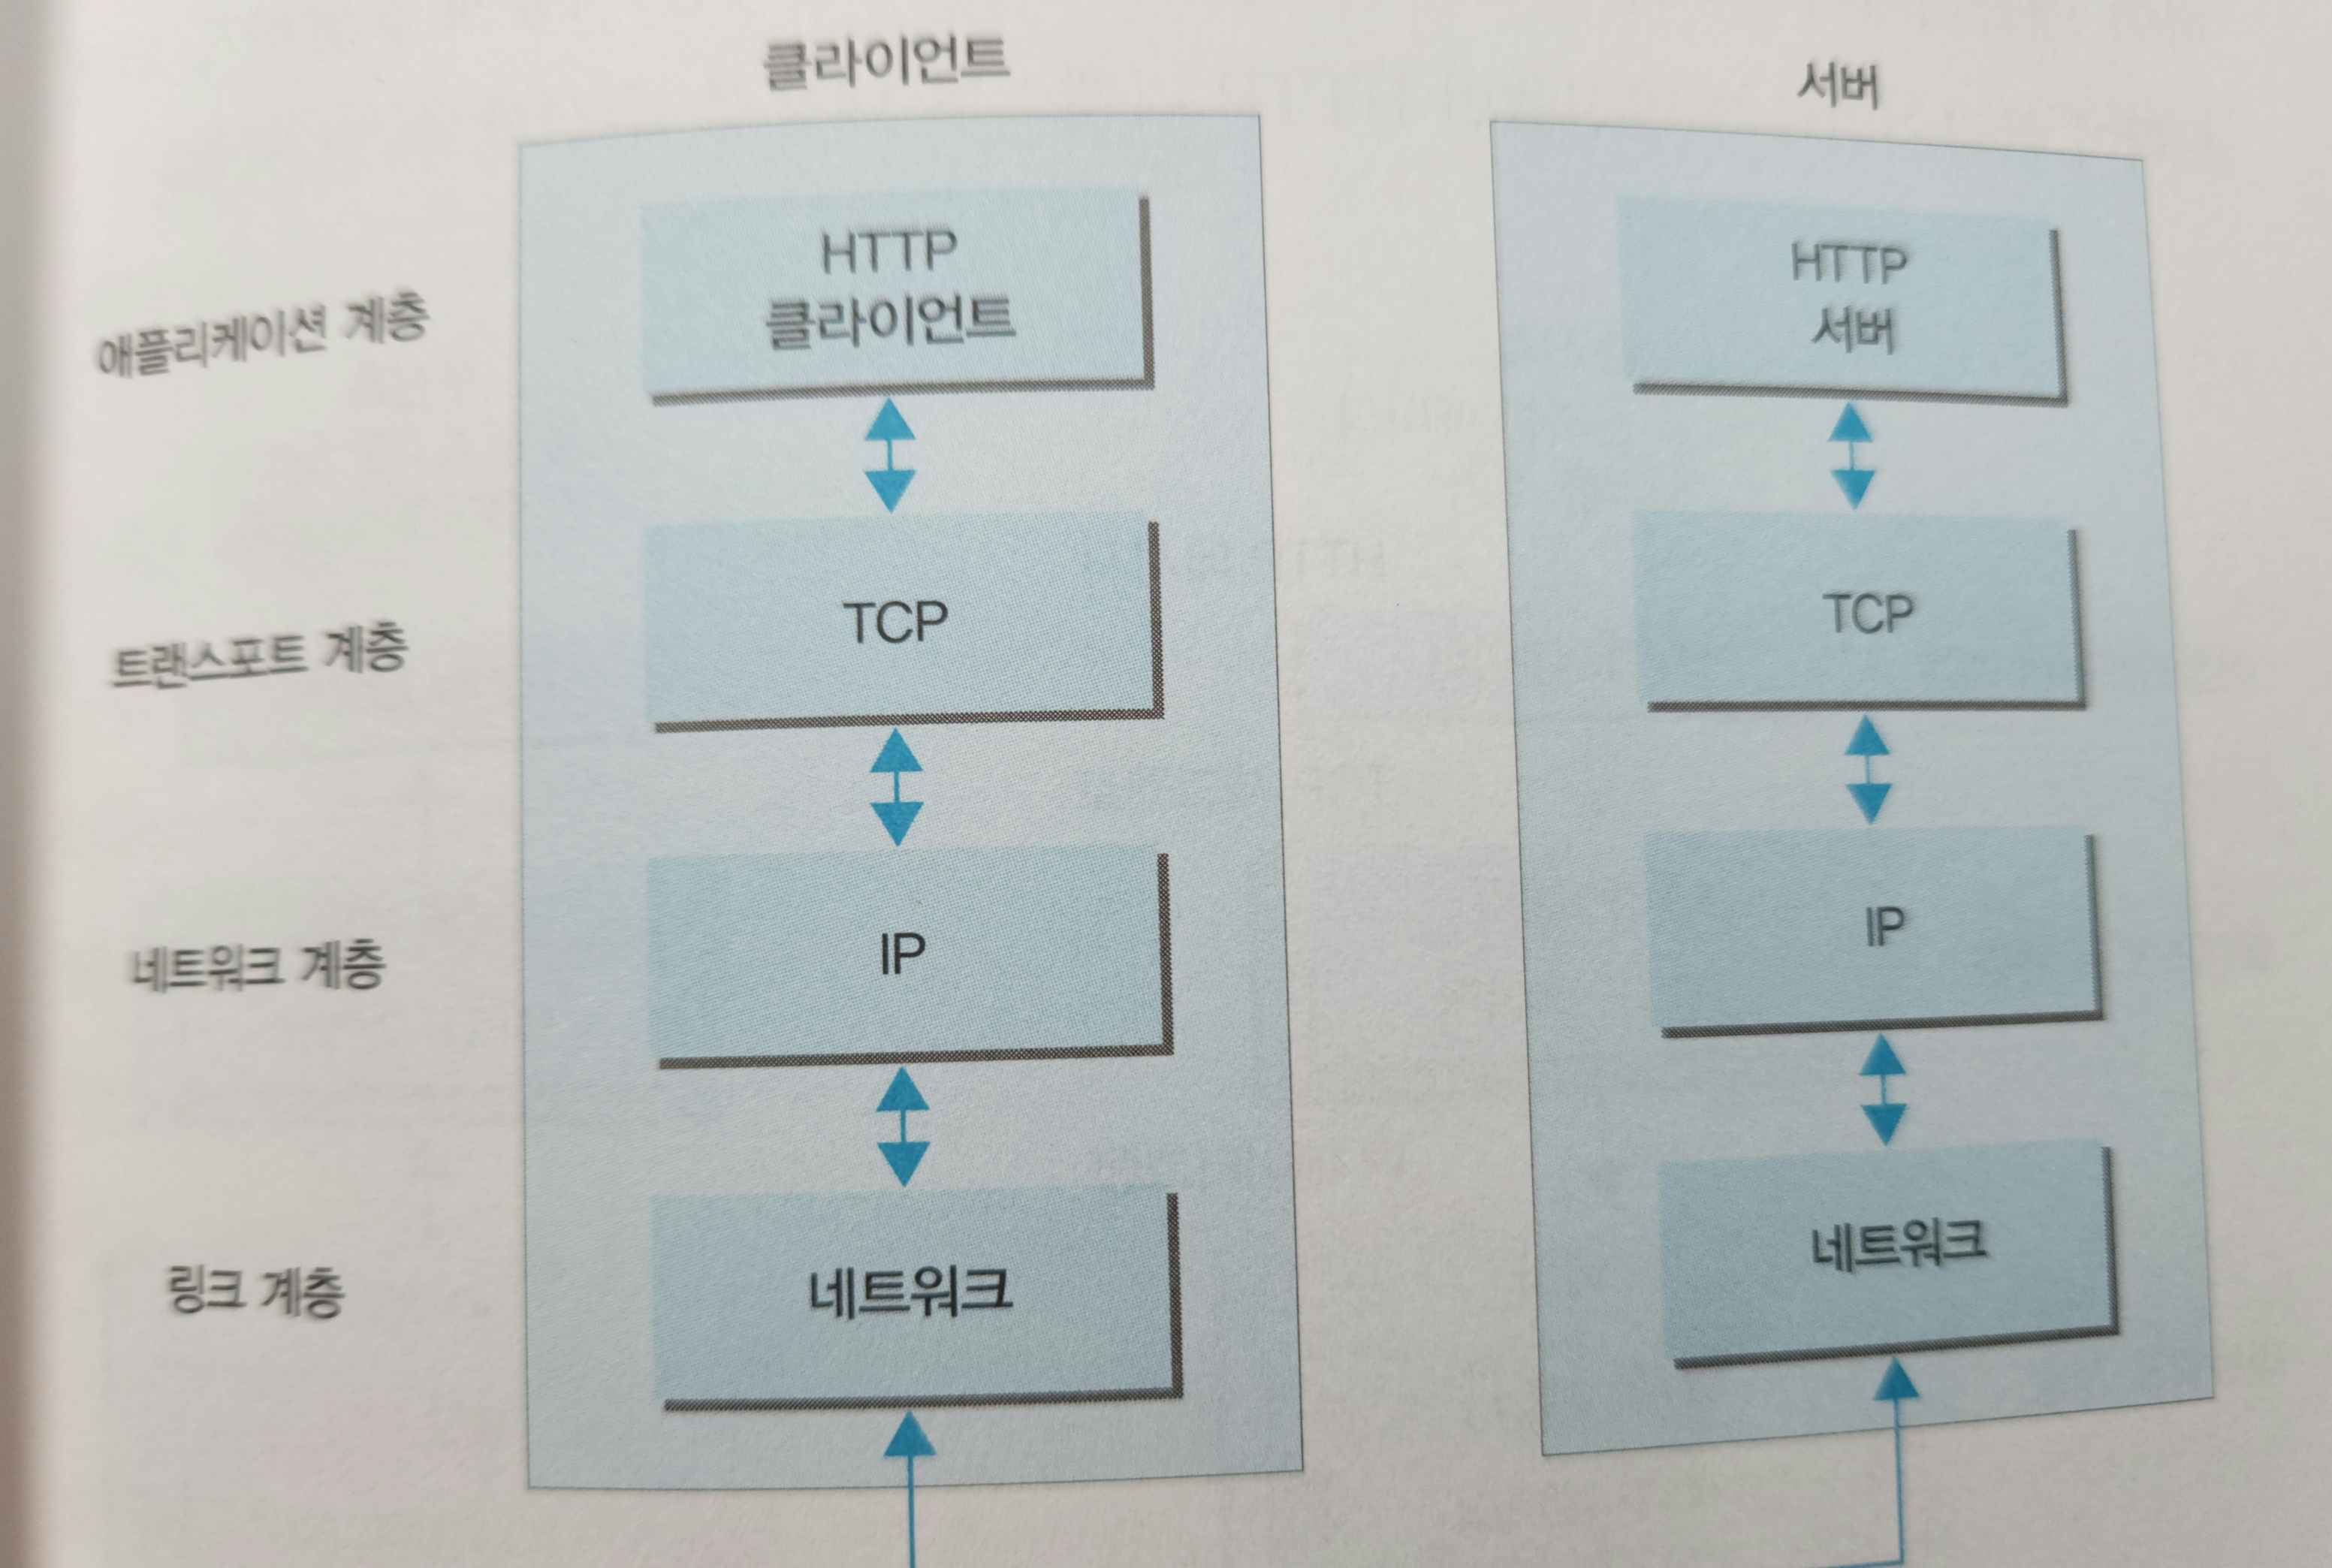 클라이언트
서버
애플리케이션 계층
HTTP
클라이언트
HTTP
서버
트랜스포트 계층
TCP
TCP
네트워크 계층
IP
IP
링크 계층
네트워크
네트워크